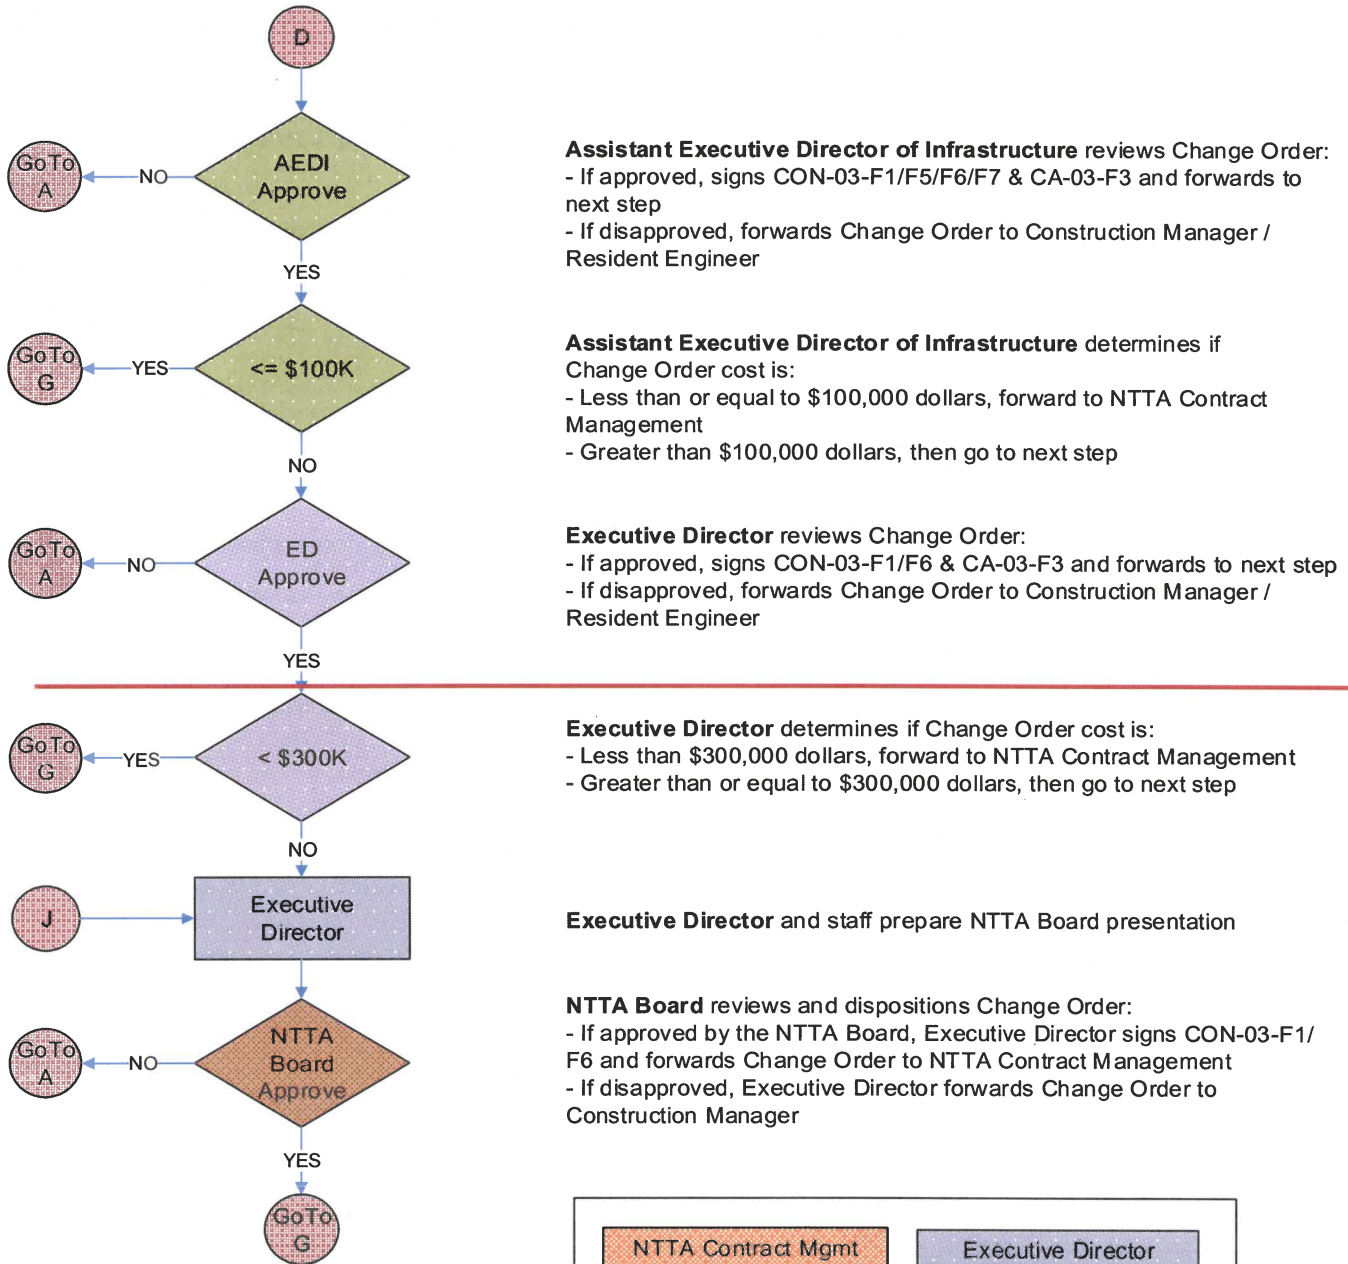 D
GoTo
A
NO
AEDI
Approve
Assistant Executive Director of Infrastructure reviews Change Order:
- If approved, signs CON-03-F1/F5/F6/F7 & CA-03-F3 and forwards to
next step
- If disapproved, forwards Change Order to Construction Manager /
Resident Engineer
YES
GoTo
G
YES
<= $100K
Assistant Executive Director of Infrastructure determines if
Change Order cost is:
- Less than or equal to $100,000 dollars, forward to NTTA Contract
Management
- Greater than $100,000 dollars, then go to next step
NO
GoTo
A
NO
ED
Approve
Executive Director reviews Change Order:
- If approved, signs CON-03-F1/F6 & CA-03-F3 and forwards to next step
- If disapproved, forwards Change Order to Construction Manager /
Resident Engineer
YES
GoTo
G
YES
< $300K
Executive Director determines if Change Order cost is:
- Less than $300,000 dollars, forward to NTTA Contract Management
- Greater than or equal to $300,000 dollars, then go to next step
NO
J
Executive
Director
Executive Director and staff prepare NTTA Board presentation
GoTo
A
NO
NTTA
Board
Approve
NTTA Board reviews and dispositions Change Order:
- If approved by the NTTA Board, Executive Director signs CON-03-F1/
F6 and forwards Change Order to NTTA Contract Management
- If disapproved, Executive Director forwards Change Order to
Construction Manager
YES
GoTo
G
NTTA Contract Mgmt
Executive Director